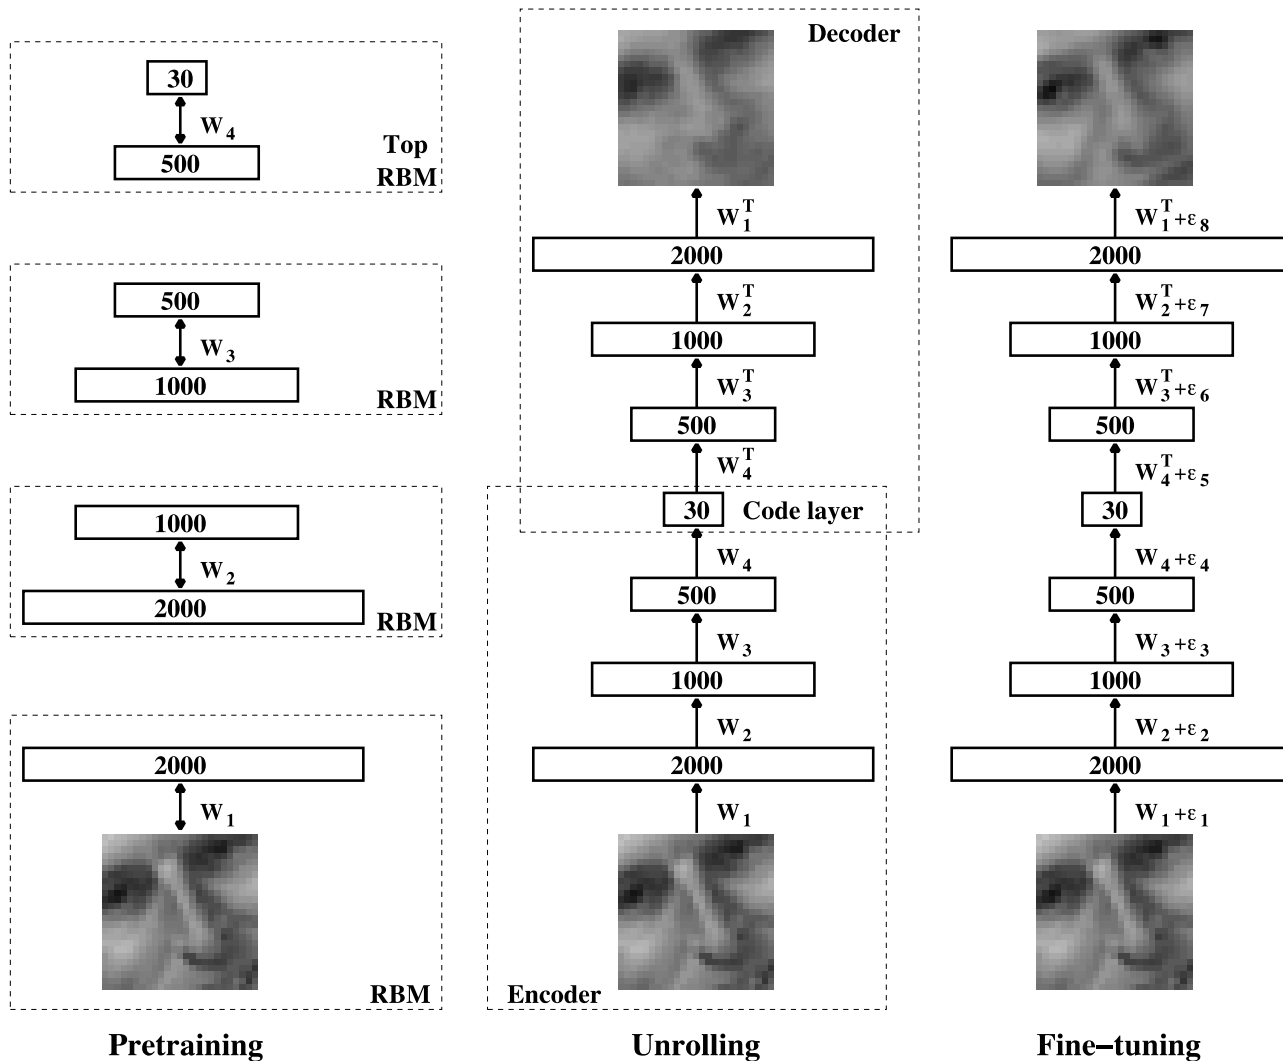 30
W4
500
Top
RBM
500
W3
1000
RBM
1000
W2
2000
RBM
2000
W1
RBM
Pretraining
Decoder
W1T
2000
W2T
1000
W3T
500
W4T
30 Code layer
W4
500
W3
1000
W2
2000
W1
Encoder
Unrolling
W1T+ε8
2000
W2T+ε7
1000
W3T+ε6
500
W4T+ε5
30
W4+ε4
500
W3+ε3
1000
W2+ε2
2000
W1+ε1
Fine−tuning